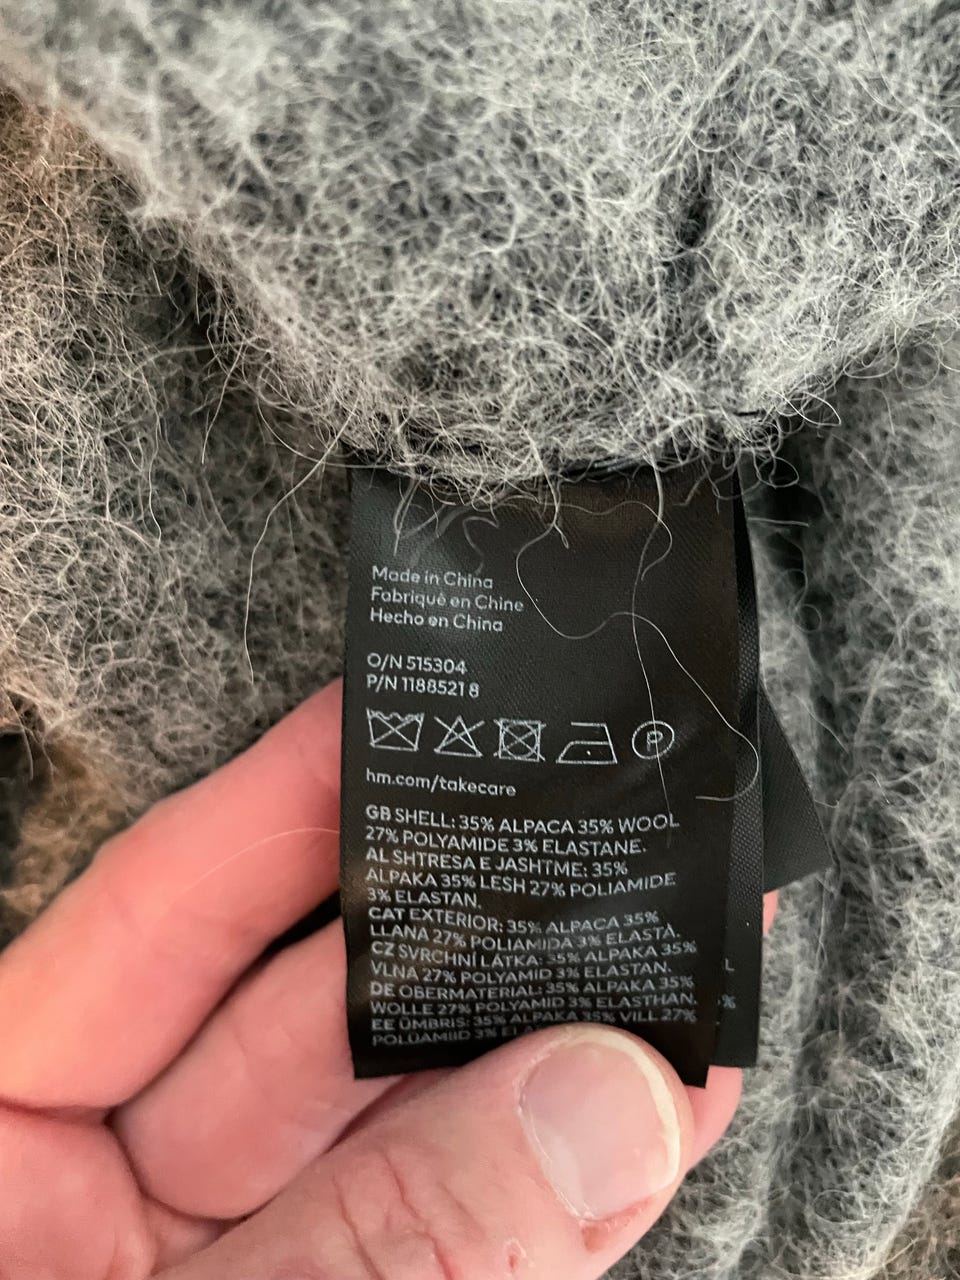 Made in China
Fabriqué en Chine
Hecho en China
O/N 515304
P/N 1188521 8
P
hm.com/takecare
GB SHELL: 35% ALPACA 35% WOOL
27% POLYAMIDE 3% ELASTANE.
AL SHTRESA E JASHTME: 35%
ALPAKA 35% LESH 27% POLIAMIDE
3% ELASTAN.
CAT EXTERIOR: 35% ALPACA 35%
LLANA 27% POLIAMIDA 3% ELASTÀ.
CZ SVRCHNÍ LÁTKA: 35% ALPAKA 35%
VLNA 27% POLYAMID 3% ELASTAN.
DE OBERMATERIAL: 35% ALPAKA 35%
WOLLE 27% POLYAMID 3% ELASTHAN.
EE ÜMBRIS: 35% ALPAKA 35% VILL 27%
POLÜAMIID 3%
L
%